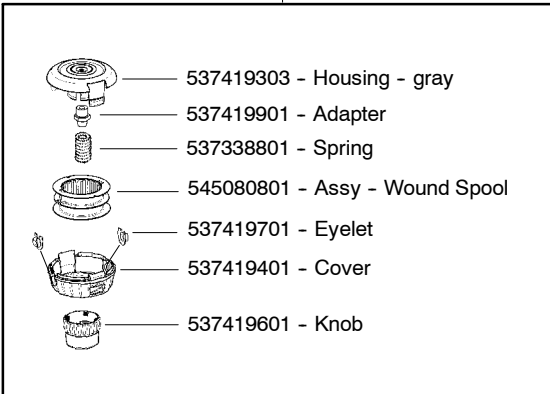 537419303 - Housing - gray
537419901 - Adapter
537338801 - Spring
545080801 - Assy - Wound Spool
537419701 - Eyelet
537419401 - Cover
537419601 - Knob